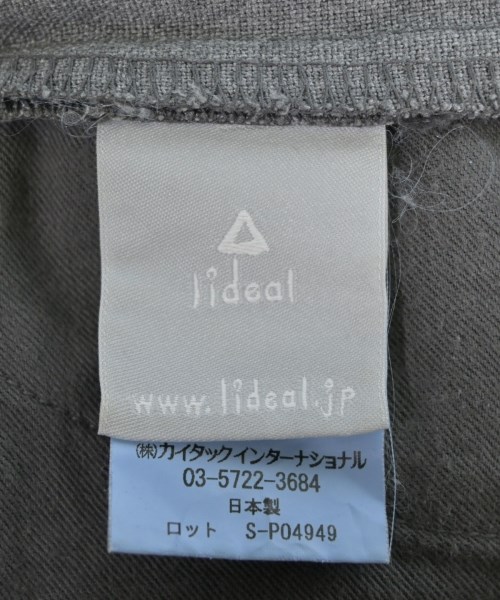 lideal
www.lideal.jp
(株)カイタックインターナショナル
03-5722-3684
日本製
ロット S-P04949